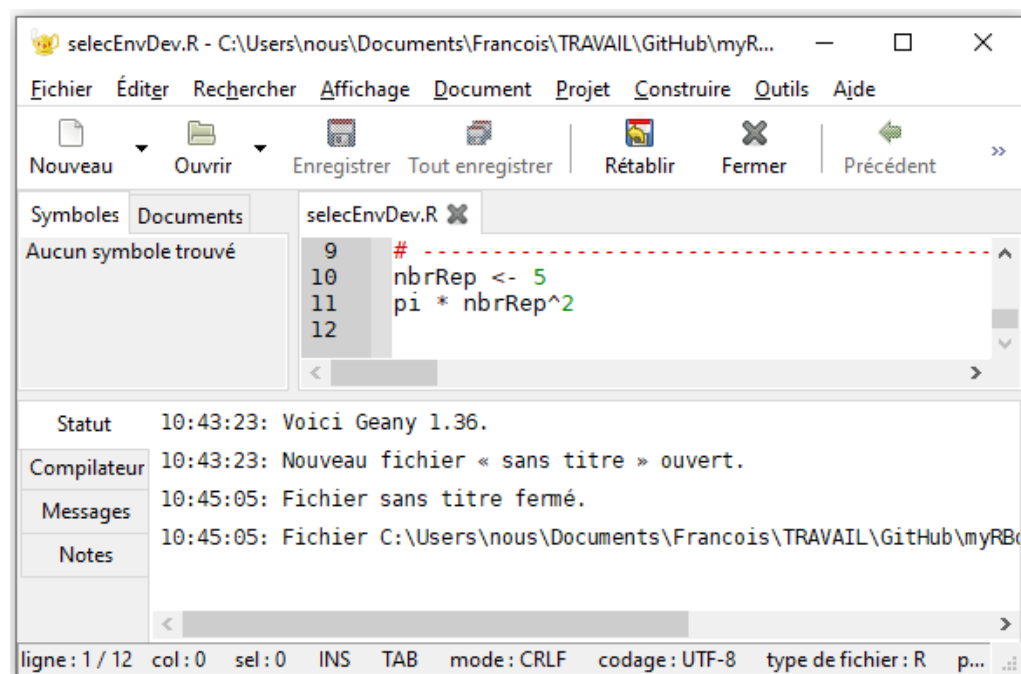 selecEnvDev.R - C:\Users\nous\Documents\Francois\TRAVAIL\GitHub\myR...
Fichier Éditer Rechercher Affichage Document Projet Construire Outils Aide
Nouveau Ouvrir Enregistrer Tout enregistrer Rétablir Fermer Précédent »
Symboles Documents selecEnvDev.R
Aucun symbole trouvé
9 # - - - - - - - - - - - - - - - - - - - - - - - - - - - - - - - - - - - - - - - - - -
10 nbrRep <- 5
11 pi * nbrRep^2
12
Statut 10:43:23: Voici Geany 1.36.
Compilateur 10:43:23: Nouveau fichier « sans titre » ouvert.
Messages 10:45:05: Fichier sans titre fermé.
Notes 10:45:05: Fichier C:\Users\nous\Documents\Francois\TRAVAIL\GitHub\myRBo
ligne : 1 / 12 col : 0 sel : 0 INS TAB mode : CRLF codage : UTF-8 type de fichier : R p...